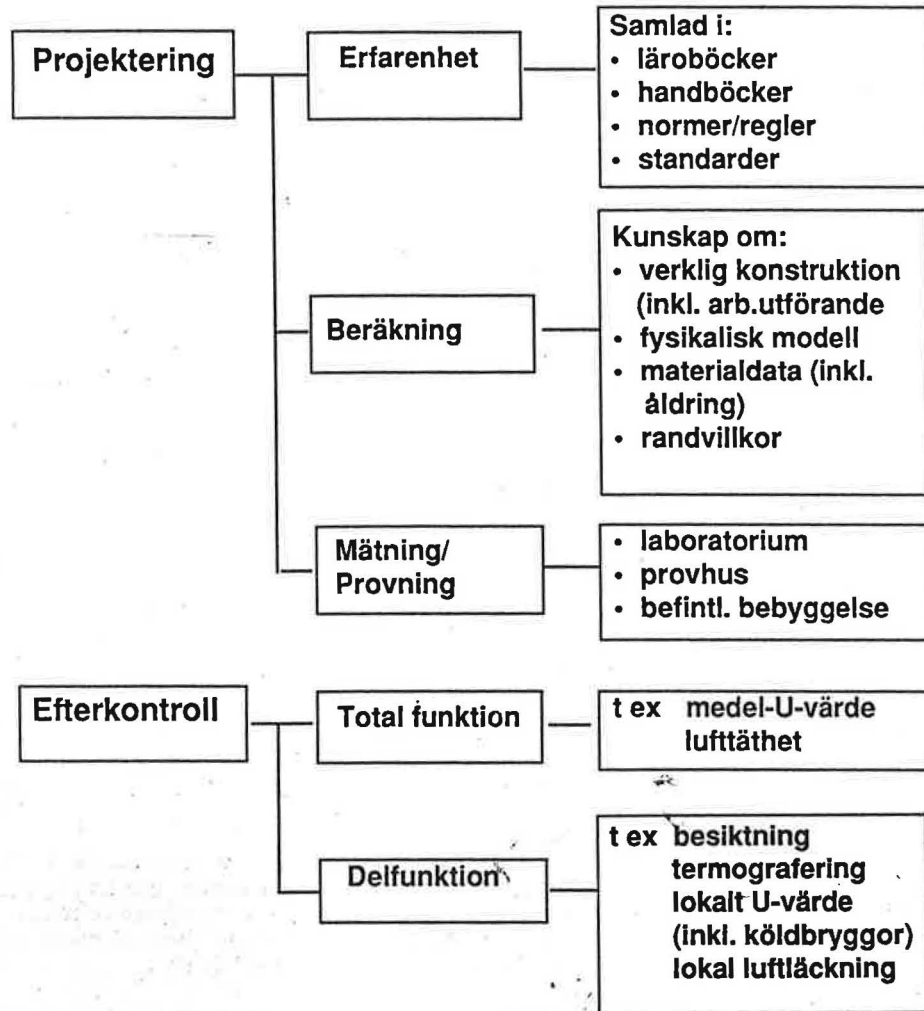 Projektering
Erfarenhet
Samlad i:
• läroböcker
• handböcker
• normer/regler
• standarder
Beräkning
Kunskap om:
• verklig konstruktion
(inkl. arb.utförande
• fysikalisk modell
• materialdata (inkl.
åldring)
• randvillkor
Mätning/
Provning
• laboratorium
• provhus
• befintl. bebyggelse
Efterkontroll
Total funktion
t ex medel-U-värde
lufttäthet
Delfunktion
t ex besiktning
termografering
lokalt U-värde
(inkl. köldbryggor)
lokal luftläckning